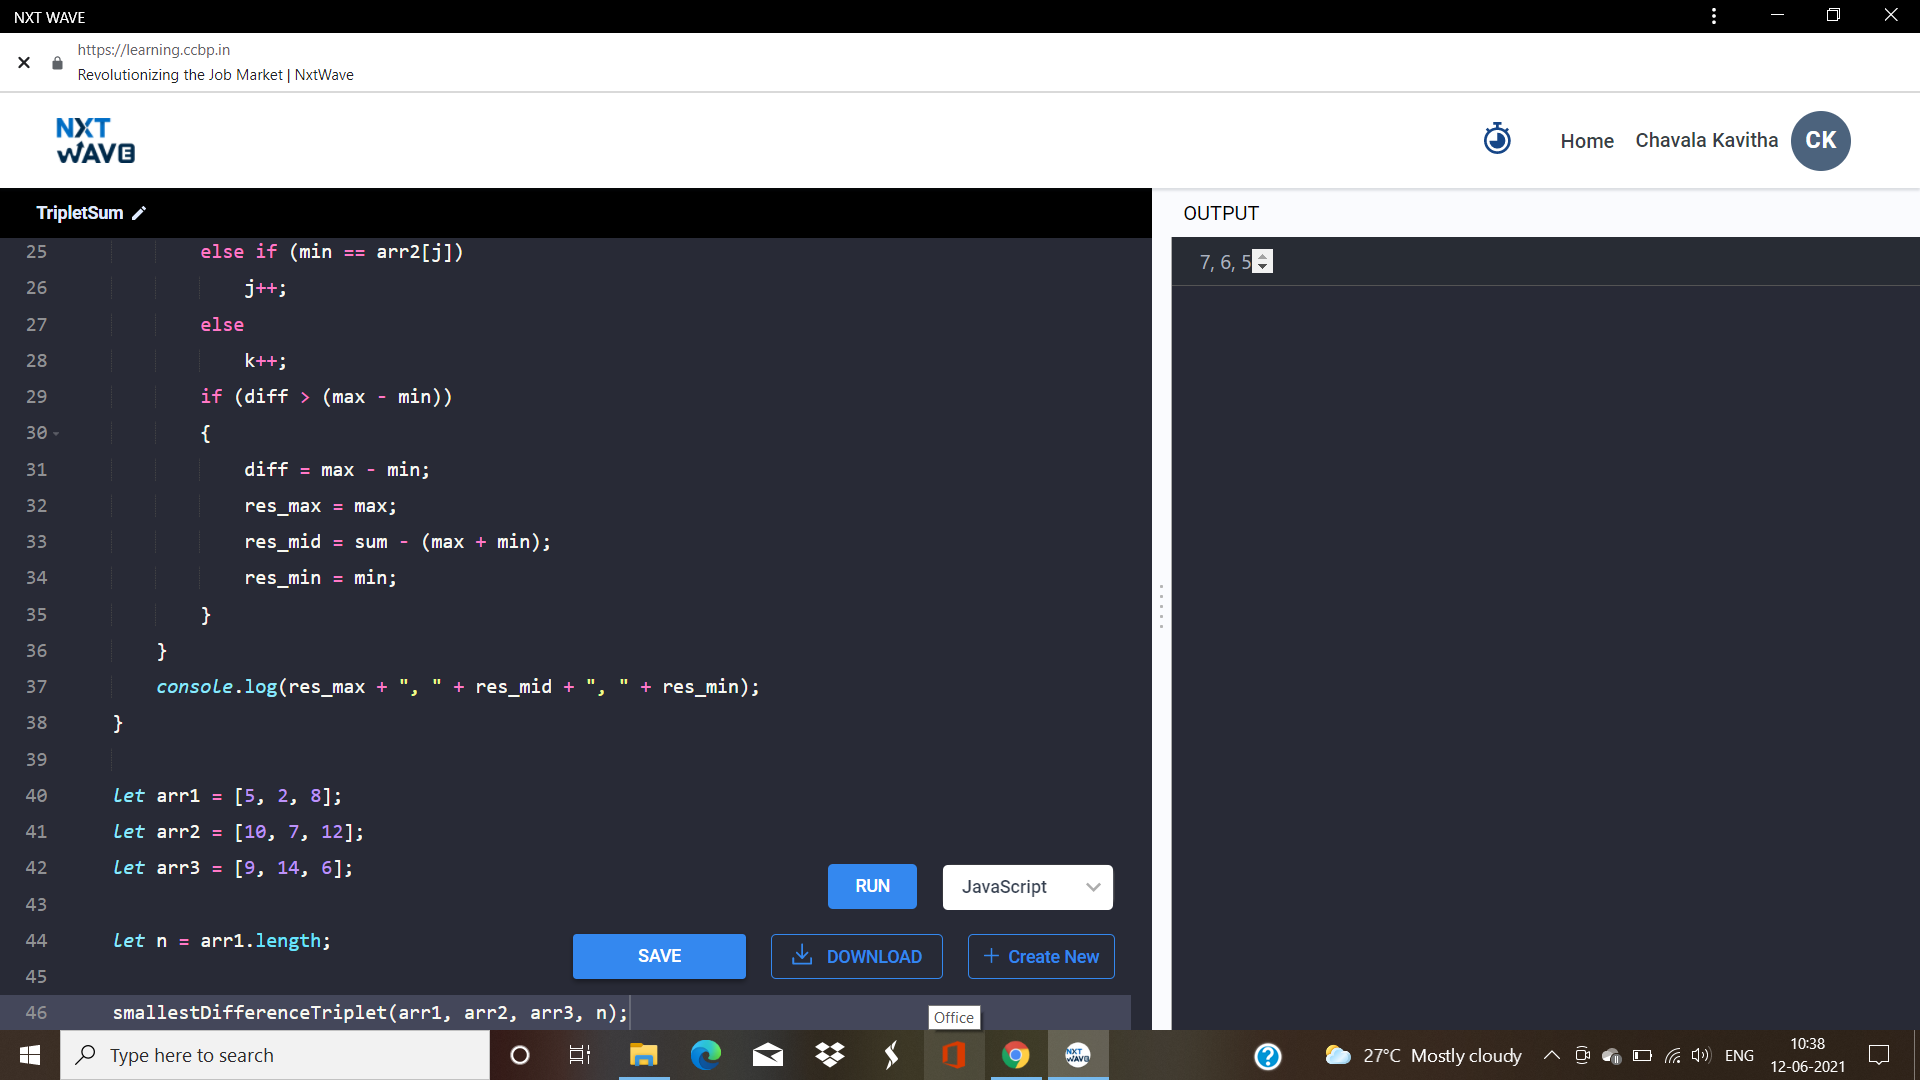 NXT WAVE
https://learning.ccbp.in
Revolutionizing the Job Market | NxtWave
NXT
WAVE
Home Chavala Kavitha CK
TripletSum
OUTPUT
25 else if (min == arr2[j])
26 j++;
27 else
28 k++;
29 if (diff > (max - min))
30 {
31 diff = max - min;
32 res_max = max;
33 res_mid = sum - (max + min);
34 res_min = min;
35 }
36 }
37 console.log(res_max + ", " + res_mid + ", " + res_min);
38 }
39
40 let arr1 = [5, 2, 8];
41 let arr2 = [10, 7, 12];
42 let arr3 = [9, 14, 6];
43
44 let n = arr1.length;
45
46 smallestDifferenceTriplet(arr1, arr2, arr3, n);
7, 6, 5
RUN JavaScript
SAVE DOWNLOAD + Create New
Office
Type here to search
NXT
WAVE
27°C Mostly cloudy
ENG
10:38
12-06-2021